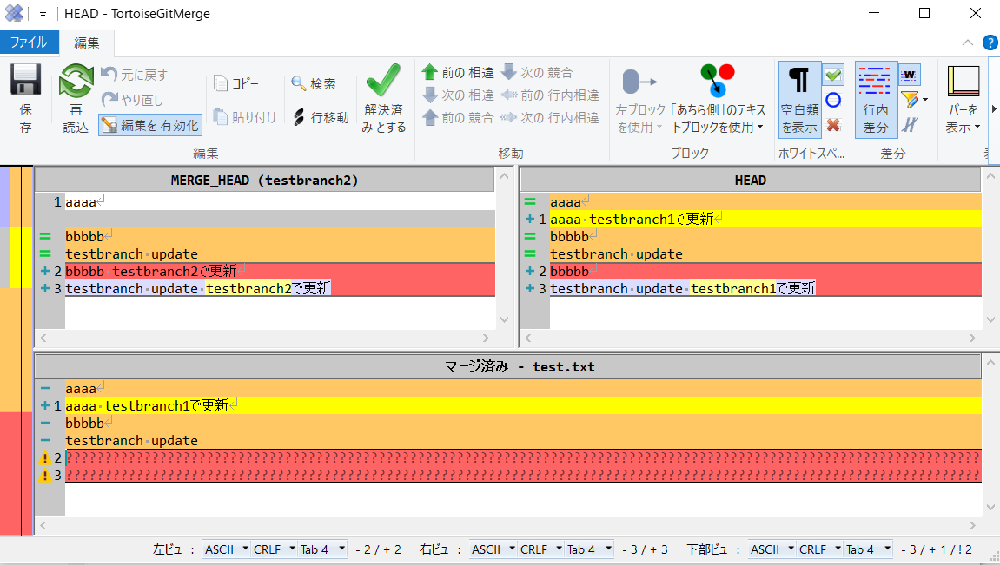 HEAD - TortoiseGitMerge
ファイル 編集
保存
再読込
元に戻す
やり直し
編集を 有効化
コピー
貼り付け
検索
行移動
解決済みとする
編集
前の 相違
次の 相違
前の 競合
次の 競合
前の 行内相違
次の 行内相違
移動
左ブロックを使用
「あちら側」のテキストブロックを使用
ブロック
空白類を表示
ホワイトスペ...
行内差分
差分
バーを表示
MERGE_HEAD (testbranch2)
1 aaaa
bbbbb
testbranch update
2 bbbbb testbranch2で更新
3 testbranch update testbranch2で更新
HEAD
aaaa
1 aaaa testbranch1で更新
bbbbb
testbranch update
2 bbbbb
3 testbranch update testbranch1で更新
マージ済み - test.txt
aaaa
1 aaaa testbranch1で更新
bbbbb
testbranch update
2
3
左ビュー: ASCII CRLF Tab 4 - 2 / + 2 右ビュー: ASCII CRLF Tab 4 - 3 / + 3 下部ビュー: ASCII CRLF Tab 4 - 3 / + 1 / ! 2